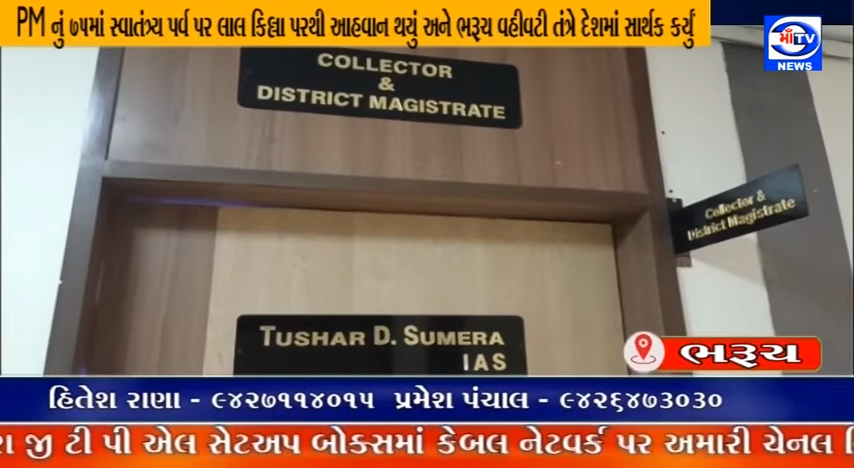 PM નું ૭૫માં સ્વાતંત્ર્ય પર્વ પર લાલ કિલ્લા પરથી આહવાન થયું અને ભરૂચ વહીવટી તંત્રે દેશમાં સાર્થક કર્યું
માઁ TV
NEWS
COLLECTOR
&
DISTRICT MAGISTRATE
Collector &
District Magistrate
TUSHAR D. SUMERA
IAS
ભરૂચ
હિતેશ રાણા - ૯૪૨૭૧૧૪૦૧૫ પ્રમેશ પંચાલ - ૯૪૨૬૪૭૩૦૩૦
જી ટી પી એલ સેટઅપ બોક્સમાં કેબલ નેટવર્ક પર અમારી ચેનલ